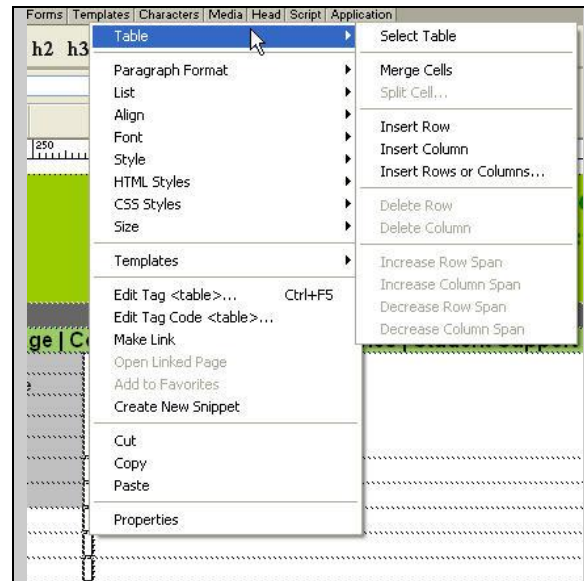 Forms Templates Characters Media Head Script Application
h2 h3
250
Table
Paragraph Format
List
Align
Font
Style
HTML Styles
CSS Styles
Size
Templates
Edit Tag <table>... Ctrl+F5
Edit Tag Code <table>...
Make Link
Open Linked Page
Add to Favorites
Create New Snippet
Cut
Copy
Paste
Properties
Select Table
Merge Cells
Split Cell...
Insert Row
Insert Column
Insert Rows or Columns...
Delete Row
Delete Column
Increase Row Span
Increase Column Span
Decrease Row Span
Decrease Column Span